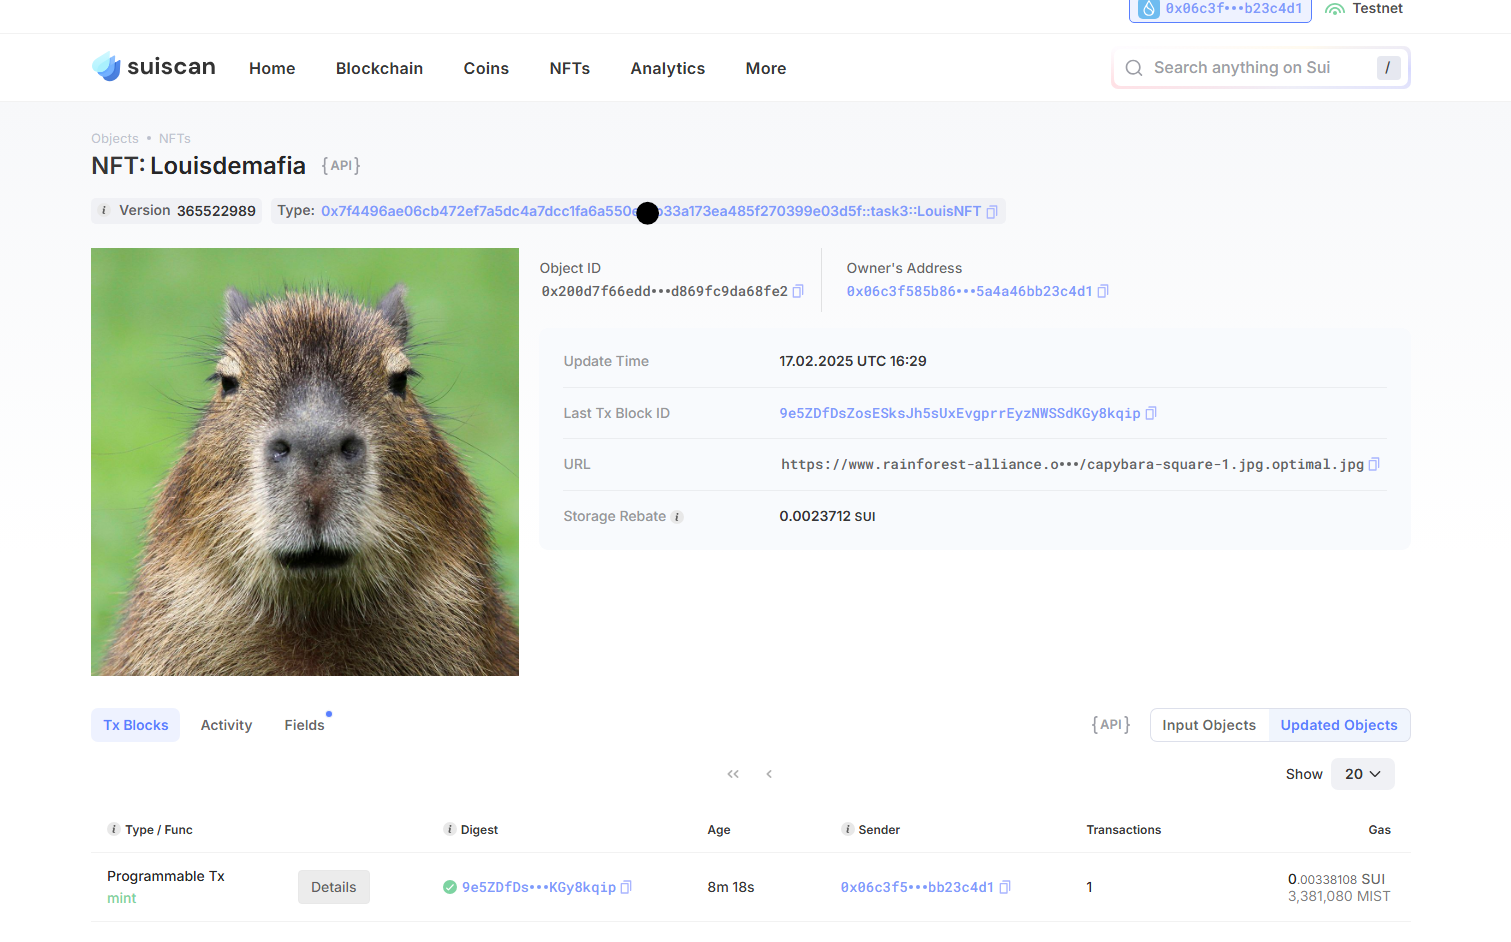 0x06c3f•••b23c4d1 Testnet
suiscan Home Blockchain Coins NFTs Analytics More Search anything on Sui /
Objects • NFTs
NFT: Louisdemafia {API}
i Version 365522989 Type: 0x7f4496ae06cb472ef7a5dc4a7dcc1fa6a550e b33a173ea485f270399e03d5f::task3::LouisNFT
Object ID Owner's Address
0x200d7f66edd•••d869fc9da68fe2 0x06c3f585b86•••5a4a46bb23c4d1
Update Time 17.02.2025 UTC 16:29
Last Tx Block ID 9e5ZDfDsZosESksJh5sUxEvgprrEyzNWSSdKGy8kqip
URL https://www.rainforest-alliance.o•••/capybara-square-1.jpg.optimal.jpg
Storage Rebate i 0.0023712 SUI
Tx Blocks Activity Fields {API} Input Objects Updated Objects
Show 20
i Type / Func i Digest Age i Sender Transactions Gas
Programmable Tx Details 9e5ZDfDs•••KGy8kqip 8m 18s 0x06c3f5•••bb23c4d1 1 0.00338108 SUI
mint 3,381,080 MIST